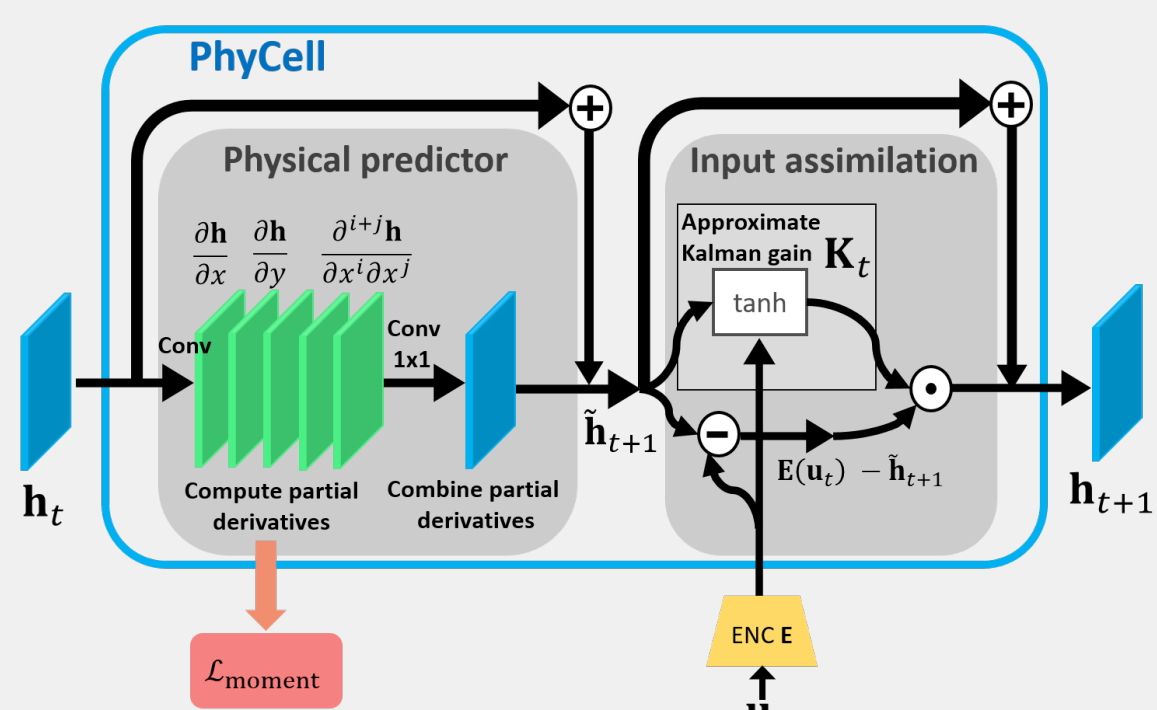 PhyCell
+
+
Physical predictor
Input assimilation
∂h/∂x ∂h/∂y ∂^{i+j}h/∂x^i∂x^j
Approximate
Kalman gain K_t
tanh
Conv
Conv
1x1
·
−
h̃_{t+1}
E(u_t) − h̃_{t+1}
h_t
h_{t+1}
Compute partial
derivatives
Combine partial
derivatives
ENC E
ℒ_moment